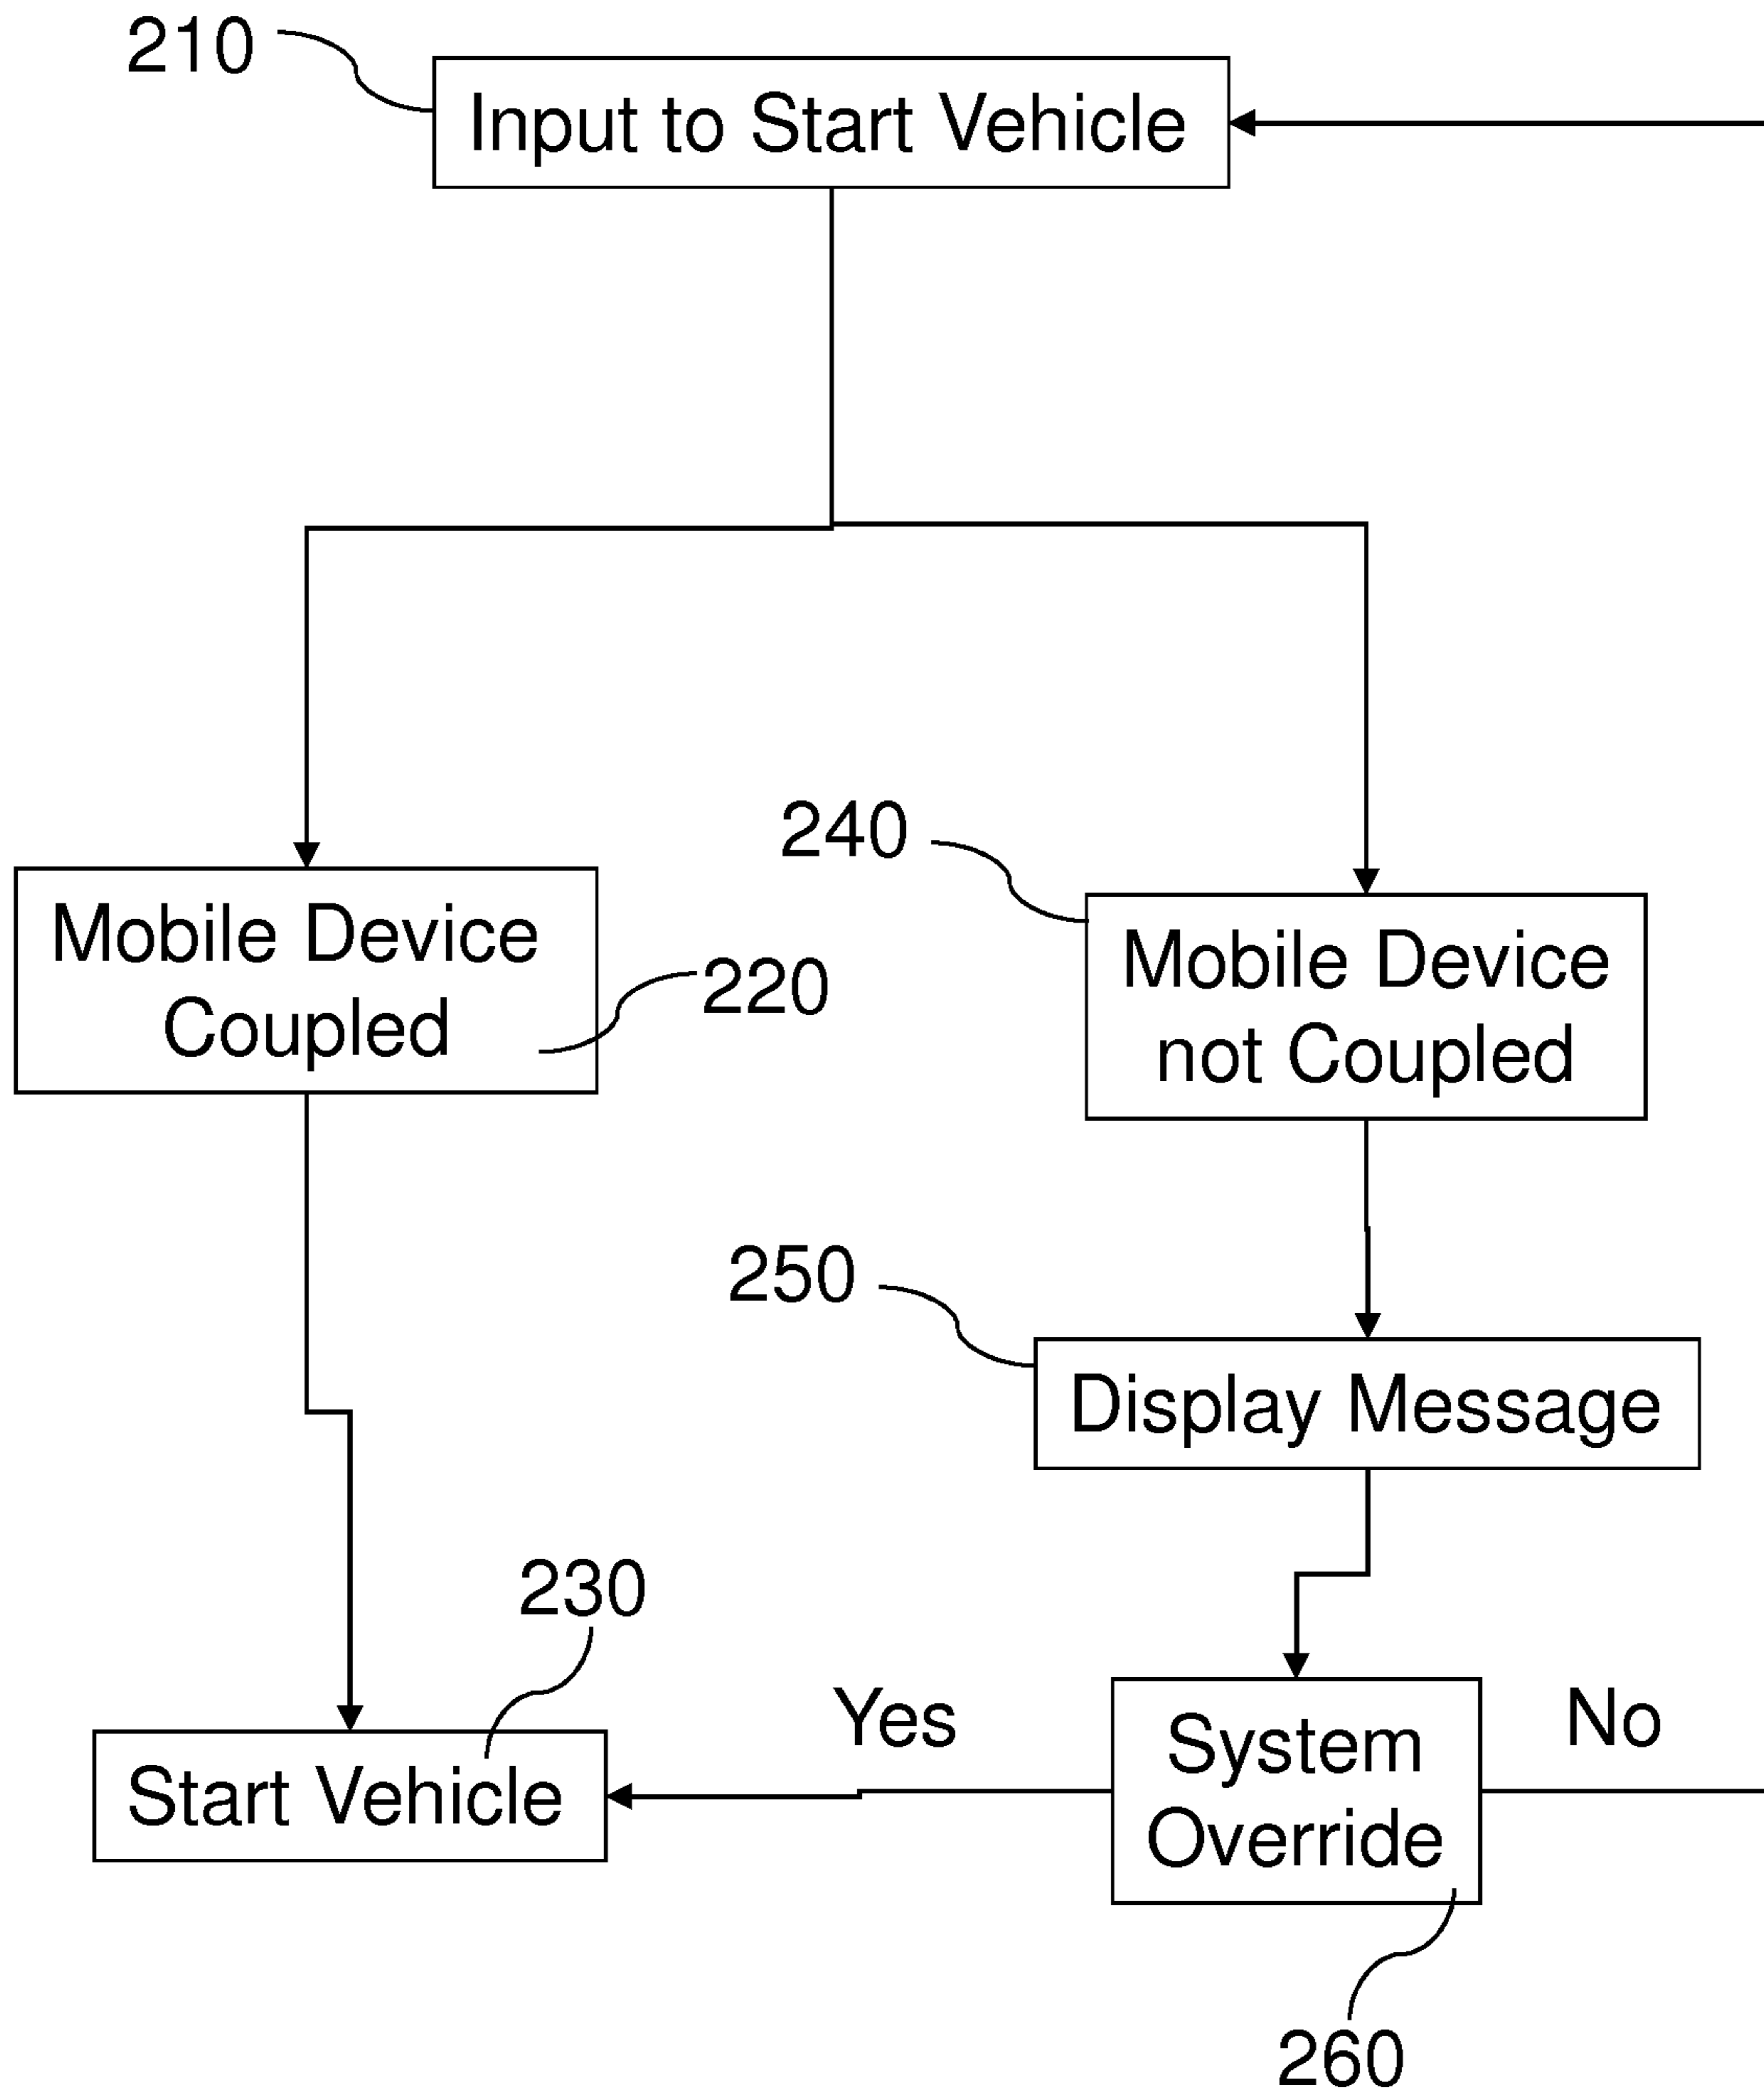 210
Input to Start Vehicle
240
Mobile Device
Coupled
220
Mobile Device
not Coupled
250
Display Message
230
Start Vehicle
Yes
System
Override
No
260